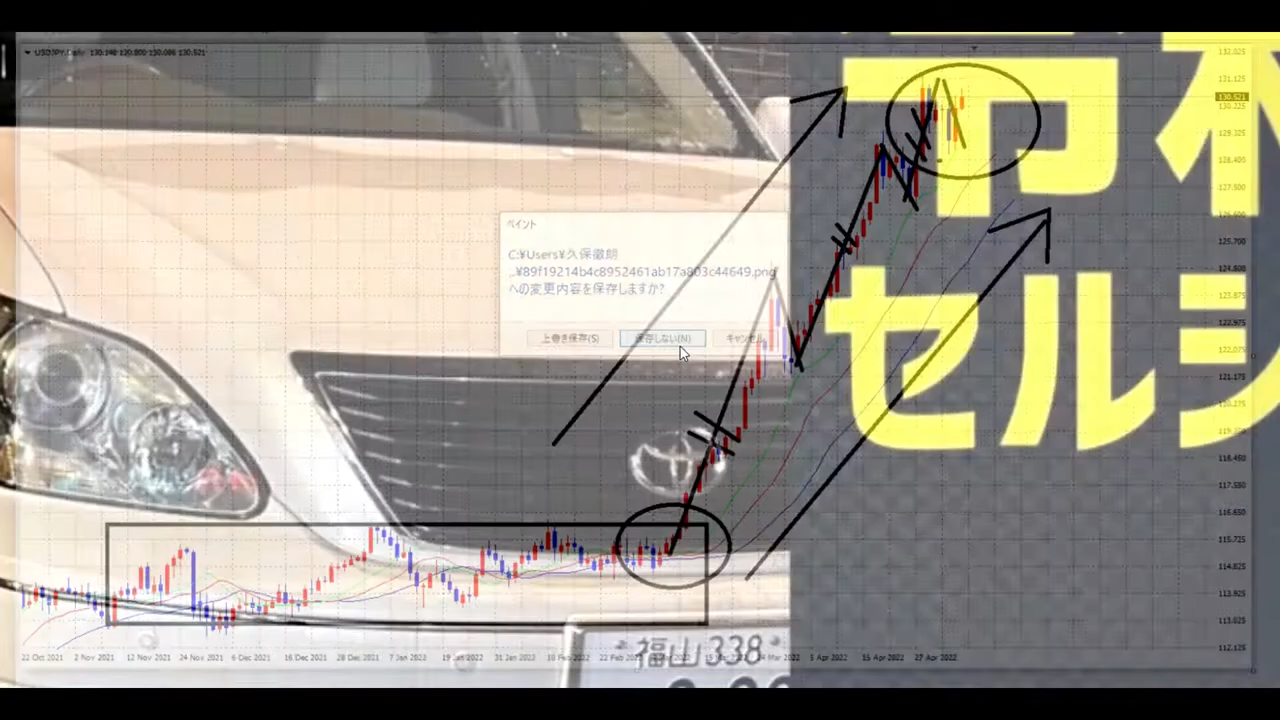 USDJPY,Daily 130.148 130.800 130.086 130.521
132.025
131.125
130.521
130.225
129.325
128.400
127.500
125.700
124.800
123.875
122.975
122.075
121.175
120.275
118.450
117.550
116.650
115.725
114.825
113.925
113.025
112.125
セルシ
ペイント
C:¥Users¥久保徹朗
..¥89f19214b4c8952461ab17a803c44649.png
への変更内容を保存しますか?
上書き保存(S) 保存しない(N) キャンセル
福山338
22 Oct 2021 2 Nov 2021 12 Nov 2021 24 Nov 2021 6 Dec 2021 16 Dec 2021 28 Dec 2021 7 Jan 2022 19 Jan 2022 31 Jan 2022 10 Feb 2022 22 Feb 2022 5 Apr 2022 15 Apr 2022 27 Apr 2022